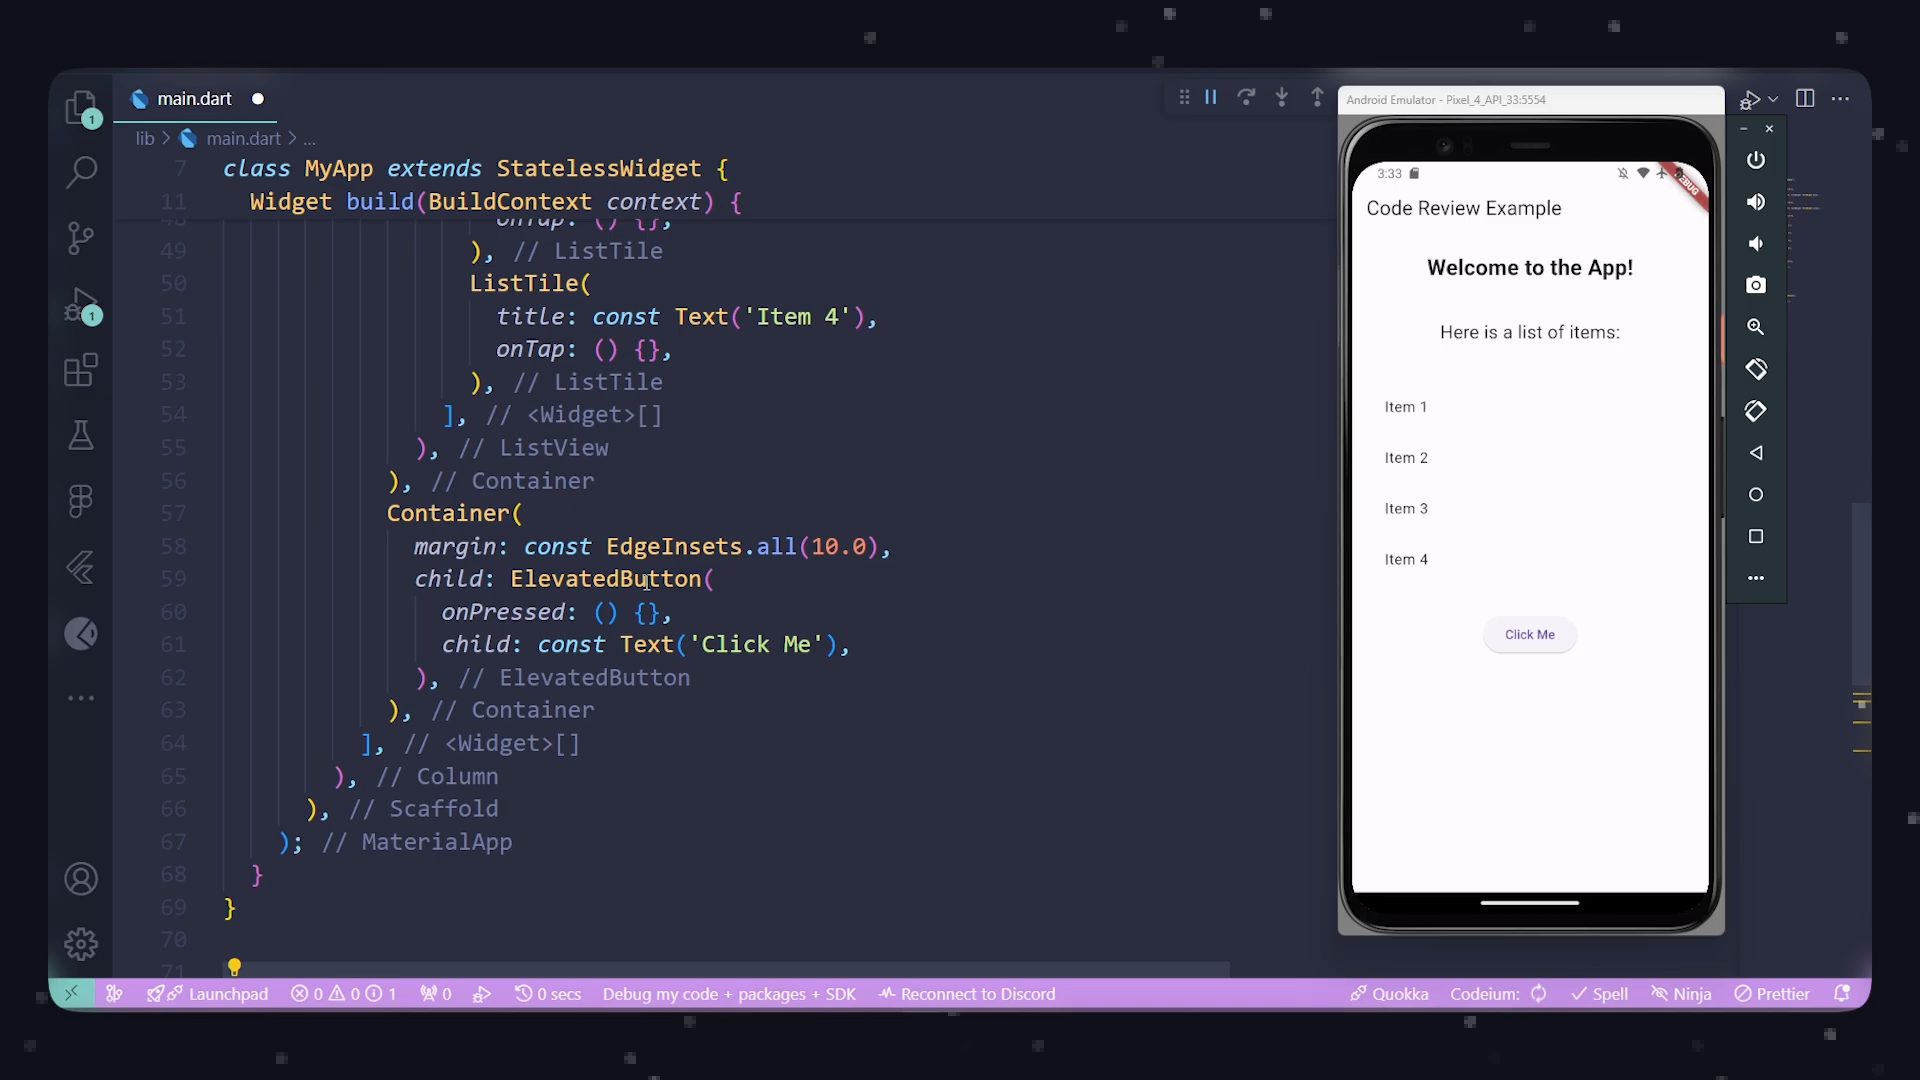 main.dart
lib > main.dart > ...
7 class MyApp extends StatelessWidget {
11 Widget build(BuildContext context) {
48 onTap: () {},
49 ), // ListTile
50 ListTile(
51 title: const Text('Item 4'),
52 onTap: () {},
53 ), // ListTile
54 ], // <Widget>[]
55 ), // ListView
56 ), // Container
57 Container(
58 margin: const EdgeInsets.all(10.0),
59 child: ElevatedButton(
60 onPressed: () {},
61 child: const Text('Click Me'),
62 ), // ElevatedButton
63 ), // Container
64 ], // <Widget>[]
65 ), // Column
66 ), // Scaffold
67 ); // MaterialApp
68 }
69 }
70
71
1
1
Launchpad 0 0 1 0 0 secs Debug my code + packages + SDK Reconnect to Discord Quokka Codeium: Spell Ninja Prettier
Android Emulator - Pixel_4_API_33:5554
3:33
Code Review Example
Welcome to the App!
Here is a list of items:
Item 1
Item 2
Item 3
Item 4
Click Me